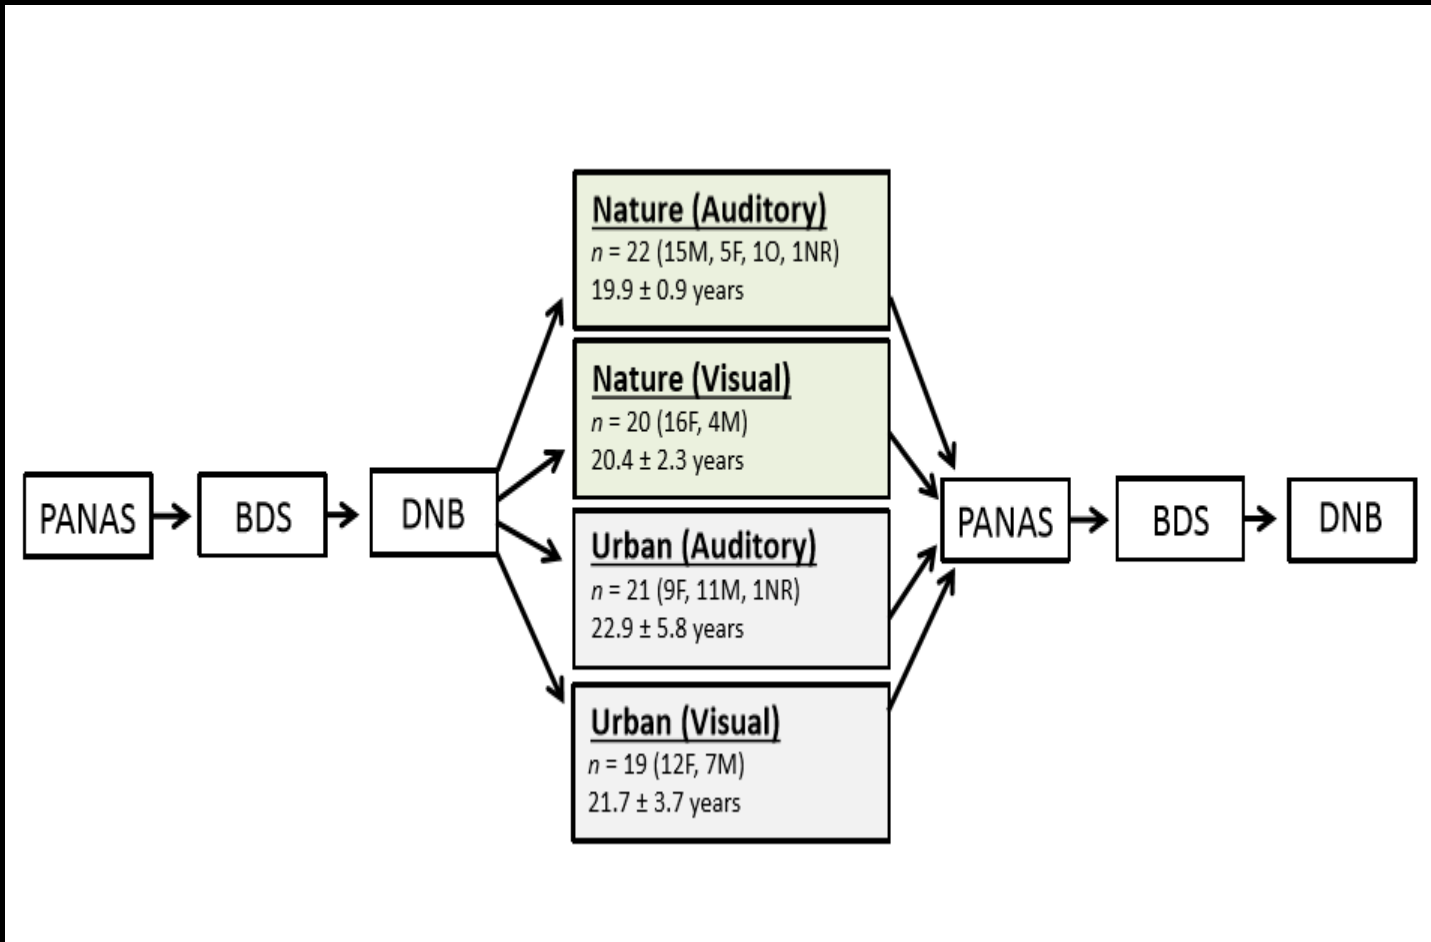 PANAS
BDS
DNB
Nature (Auditory)
n = 22 (15M, 5F, 1O, 1NR)
19.9 ± 0.9 years
Nature (Visual)
n = 20 (16F, 4M)
20.4 ± 2.3 years
Urban (Auditory)
n = 21 (9F, 11M, 1NR)
22.9 ± 5.8 years
Urban (Visual)
n = 19 (12F, 7M)
21.7 ± 3.7 years
PANAS
BDS
DNB